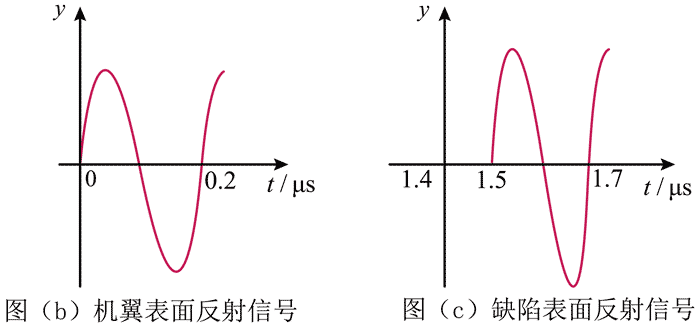 y
0
0.2
t / μs
图（b）机翼表面反射信号
y
1.4
1.5
1.7
t / μs
图（c）缺陷表面反射信号